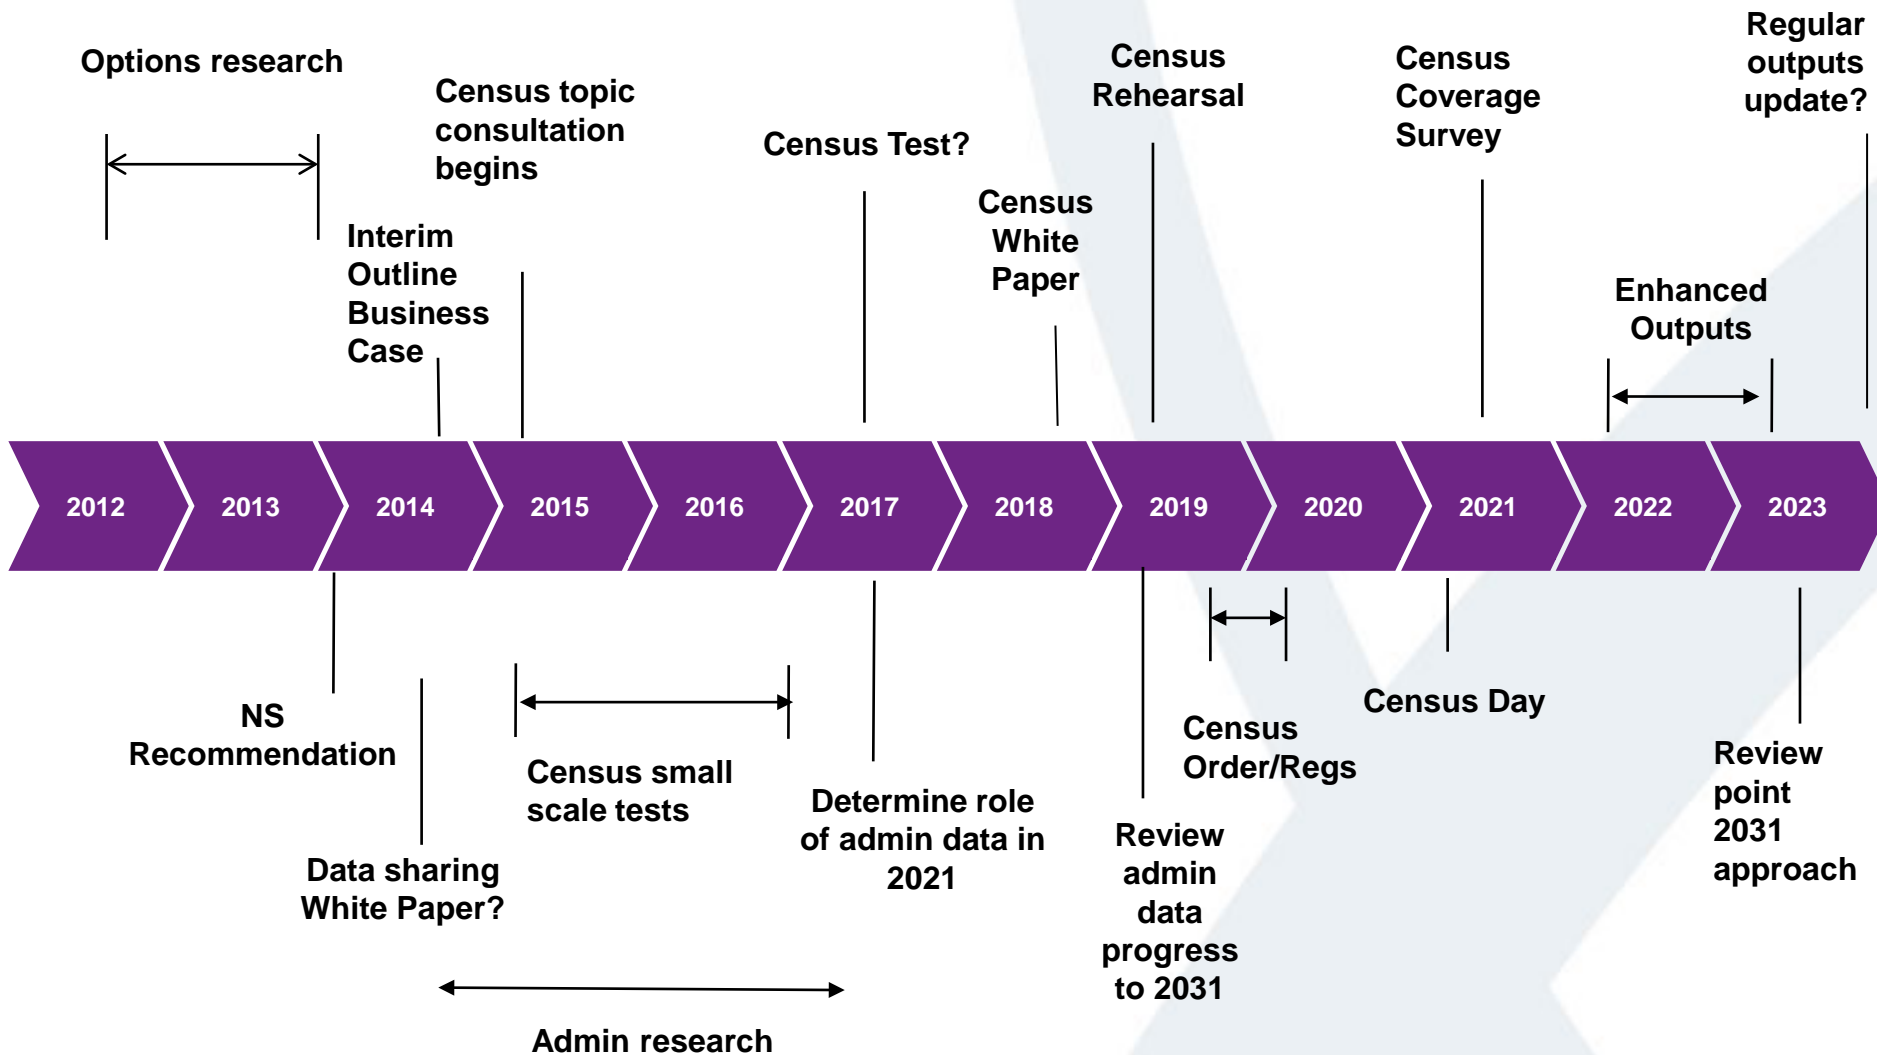 Options research
Census topic
consultation
begins
Interim
Outline
Business
Case
Census Test?
Census
White
Paper
Census
Rehearsal
Census
Coverage
Survey
Enhanced
Outputs
Regular
outputs
update?
2012
2013
2014
2015
2016
2017
2018
2019
2020
2021
2022
2023
NS
Recommendation
Data sharing
White Paper?
Census small
scale tests
Admin research
Determine role
of admin data in
2021
Review
admin
data
progress
to 2031
Census
Order/Regs
Census Day
Review
point
2031
approach